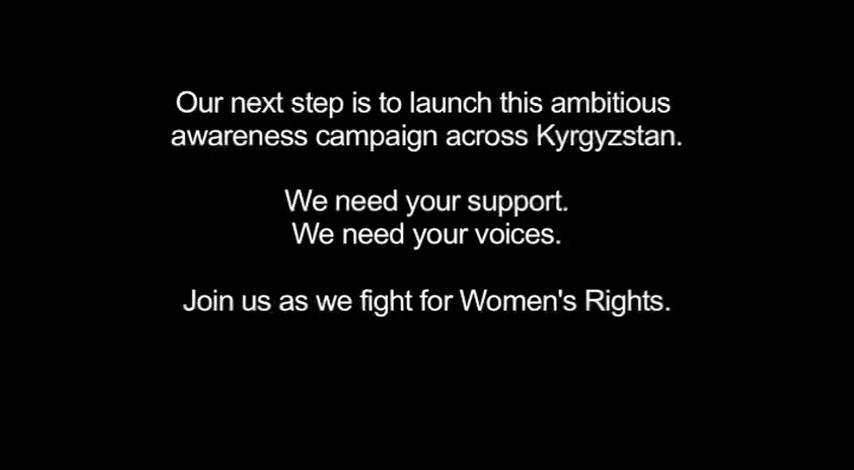 Our next step is to launch this ambitious
awareness campaign across Kyrgyzstan.
We need your support.
We need your voices.
Join us as we fight for Women's Rights.